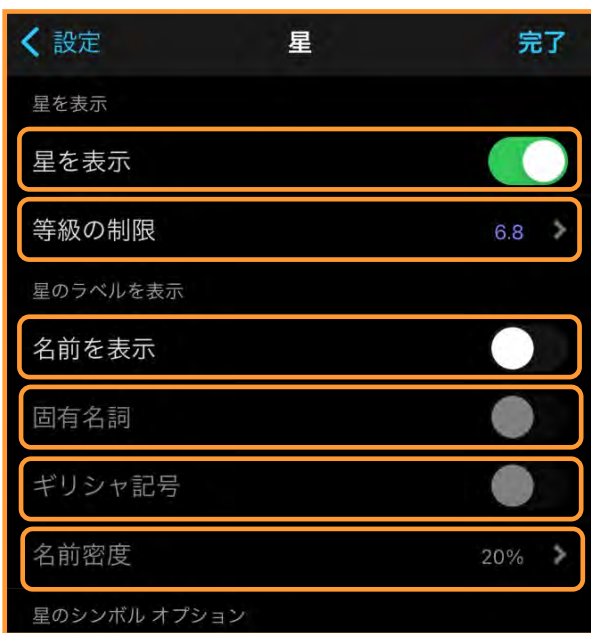 設定 星 完了
星を表示
星を表示
等級の制限 6.8
星のラベルを表示
名前を表示
固有名詞
ギリシャ記号
名前密度 20%
星のシンボル オプション